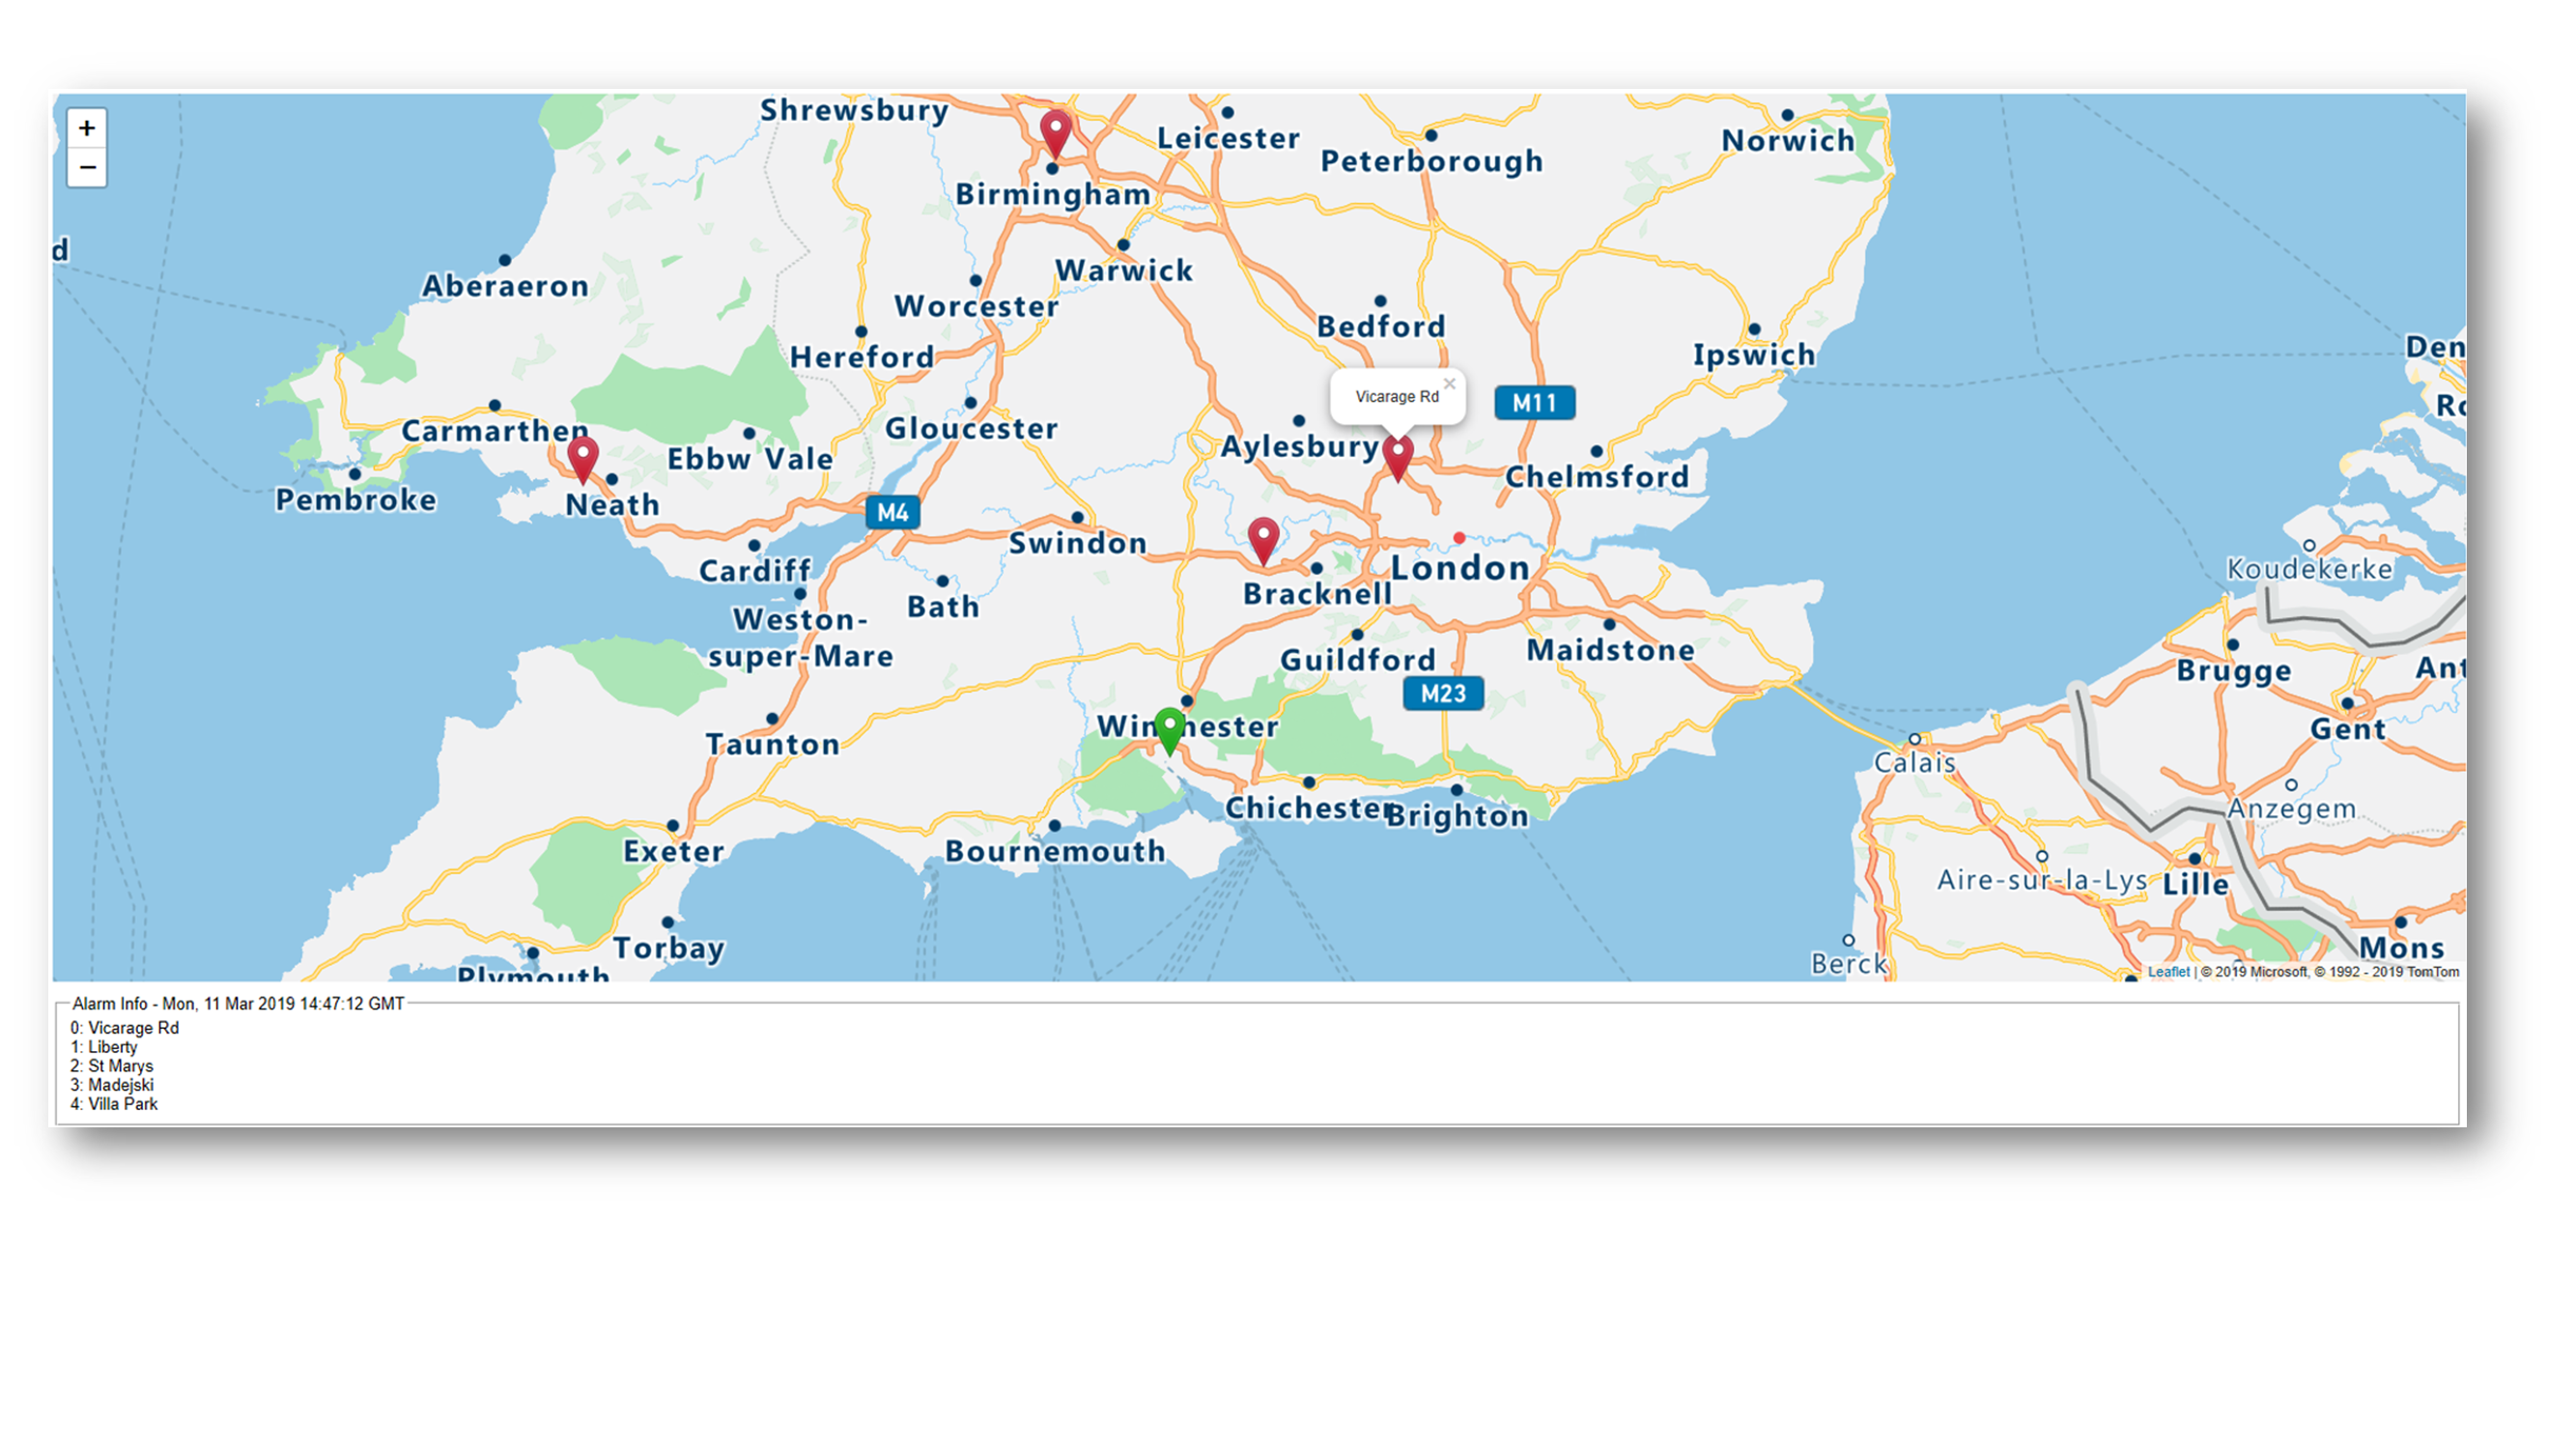 +
−
Shrewsbury
Leicester
Norwich
Peterborough
Birmingham
d
Warwick
Aberaeron
Worcester
Bedford
Hereford
Ipswich
Den
Vicarage Rd ×
M11
Ro
Carmarthen
Gloucester
Aylesbury
Ebbw Vale
Chelmsford
Pembroke
Neath
M4
Swindon
Cardiff
London
Koudekerke
Bracknell
Bath
Weston-
super-Mare
Guildford
Maidstone
Brugge
Ant
M23
Winchester
Gent
Taunton
Calais
Chichester
Brighton
Anzegem
Exeter
Bournemouth
Aire-sur-la-Lys
Lille
Torbay
Mons
Berck
Plymouth
Leaflet | © 2019 Microsoft, © 1992 - 2019 TomTom
Alarm Info - Mon, 11 Mar 2019 14:47:12 GMT
0: Vicarage Rd
1: Liberty
2: St Marys
3: Madejski
4: Villa Park